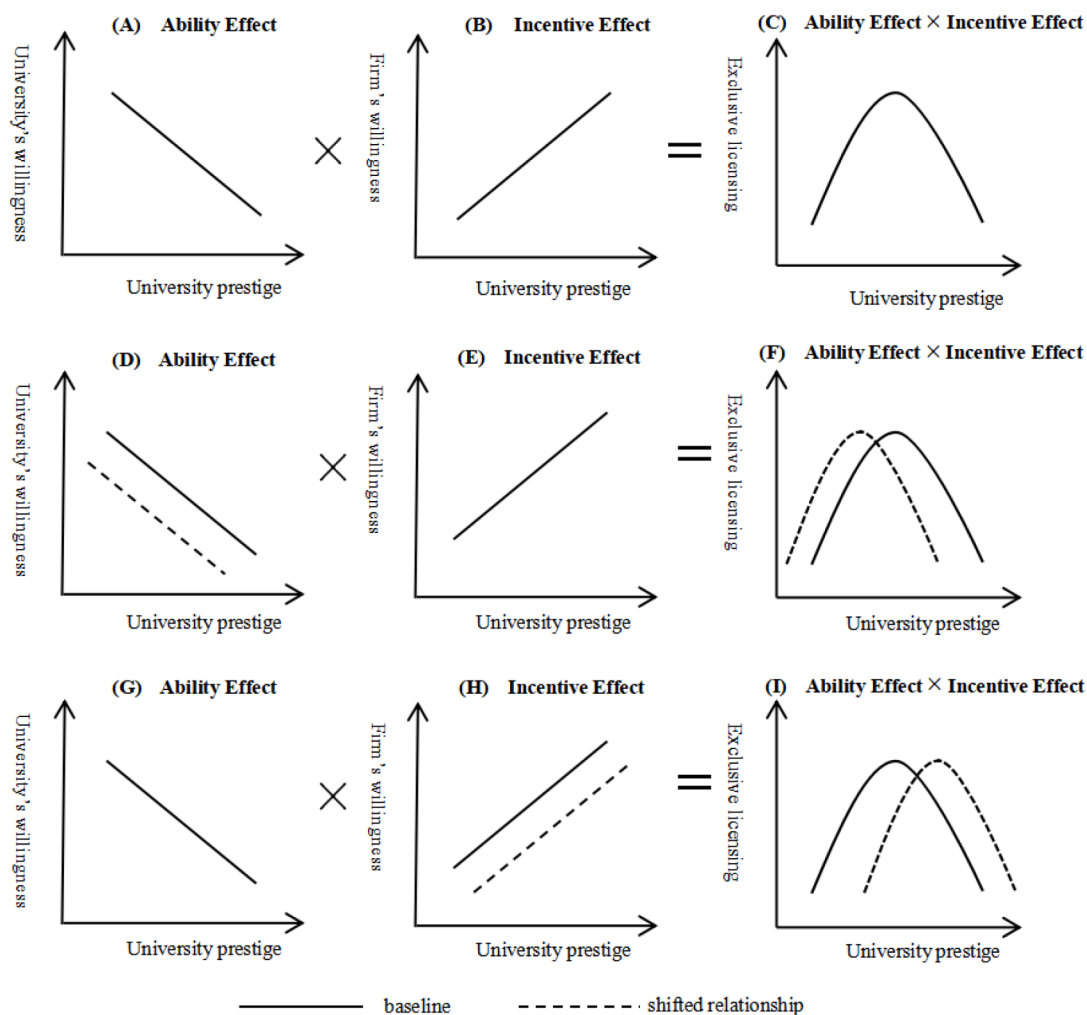 (A) Ability Effect
(B) Incentive Effect
(C) Ability Effect × Incentive Effect
University's willingness
University prestige
×
Firm's willingness
University prestige
=
Exclusive licensing
University prestige
(D) Ability Effect
(E) Incentive Effect
(F) Ability Effect × Incentive Effect
University's willingness
University prestige
×
Firm's willingness
University prestige
=
Exclusive licensing
University prestige
(G) Ability Effect
(H) Incentive Effect
(I) Ability Effect × Incentive Effect
University's willingness
University prestige
×
Firm's willingness
University prestige
=
Exclusive licensing
University prestige
baseline
shifted relationship